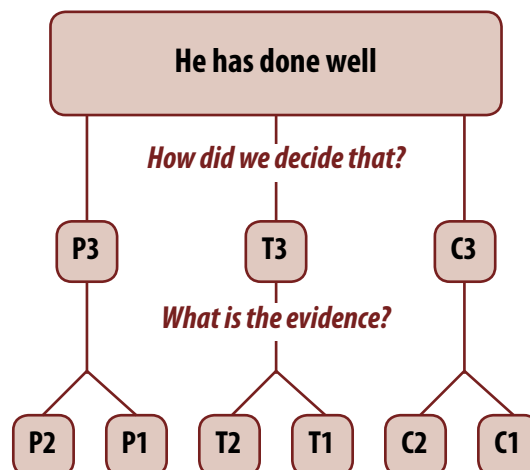 He has done well
How did we decide that?
P3 T3 C3
What is the evidence?
P2 P1 T2 T1 C2 C1